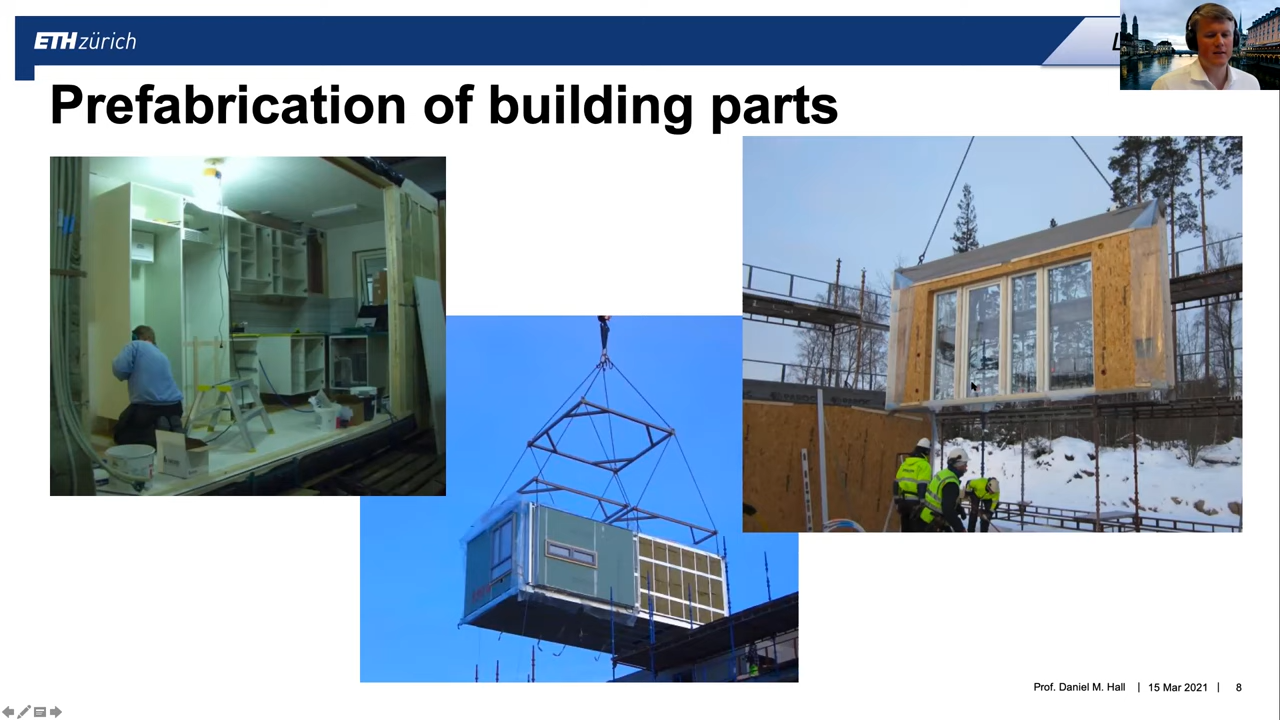 ETH zürich
Prefabrication of building parts
Prof. Daniel M. Hall | 15 Mar 2021 | 8